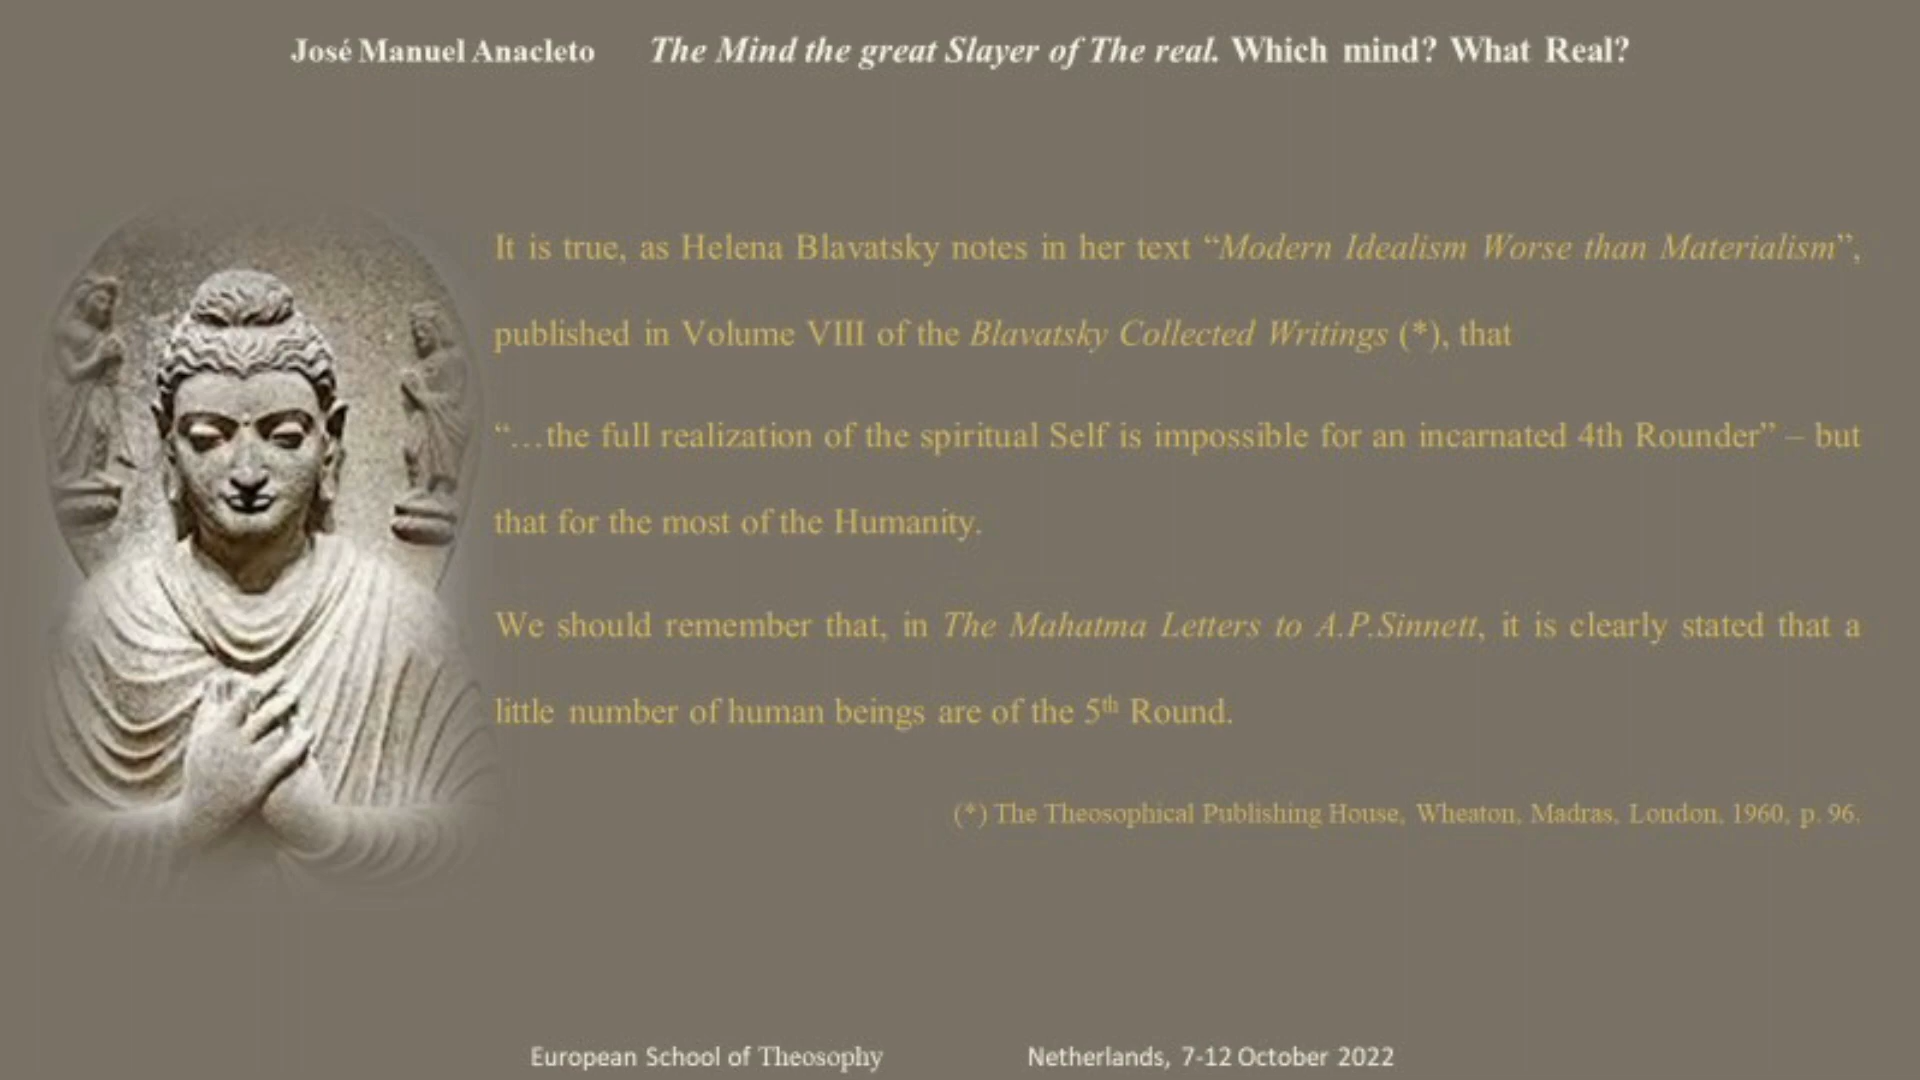 José Manuel Anacleto The Mind the great Slayer of The real. Which mind? What Real?
It is true, as Helena Blavatsky notes in her text “Modern Idealism Worse than Materialism”,
published in Volume VIII of the Blavatsky Collected Writings (*), that
“…the full realization of the spiritual Self is impossible for an incarnated 4th Rounder” – but
that for the most of the Humanity.
We should remember that, in The Mahatma Letters to A.P.Sinnett, it is clearly stated that a
little number of human beings are of the 5th Round.
(*) The Theosophical Publishing House, Wheaton, Madras, London, 1960, p. 96.
European School of Theosophy Netherlands, 7-12 October 2022